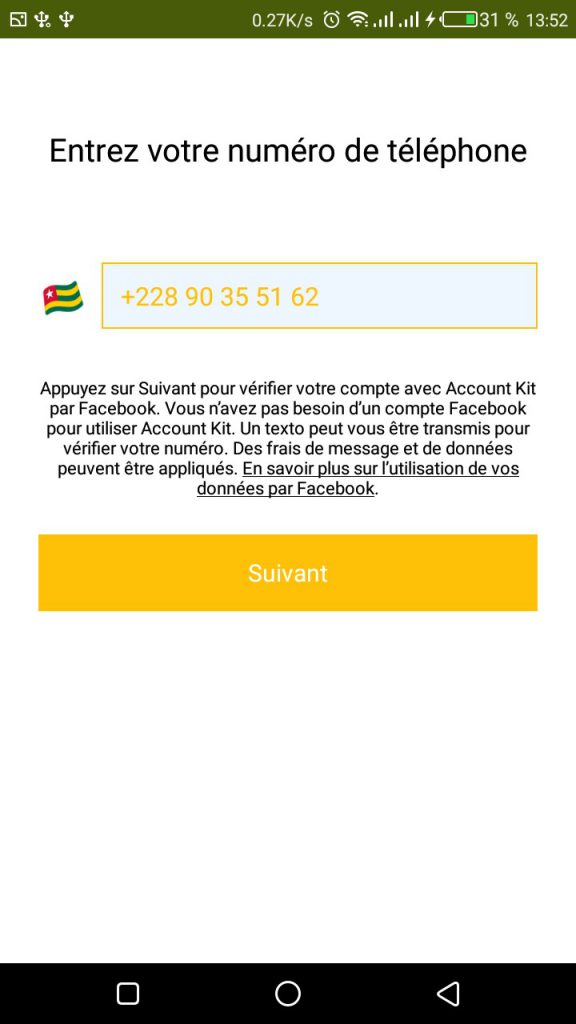 0.27K/s 31 % 13:52
Entrez votre numéro de téléphone
+228 90 35 51 62
Appuyez sur Suivant pour vérifier votre compte avec Account Kit
par Facebook. Vous n’avez pas besoin d’un compte Facebook
pour utiliser Account Kit. Un texto peut vous être transmis pour
vérifier votre numéro. Des frais de message et de données
peuvent être appliqués. En savoir plus sur l’utilisation de vos
données par Facebook.
Suivant